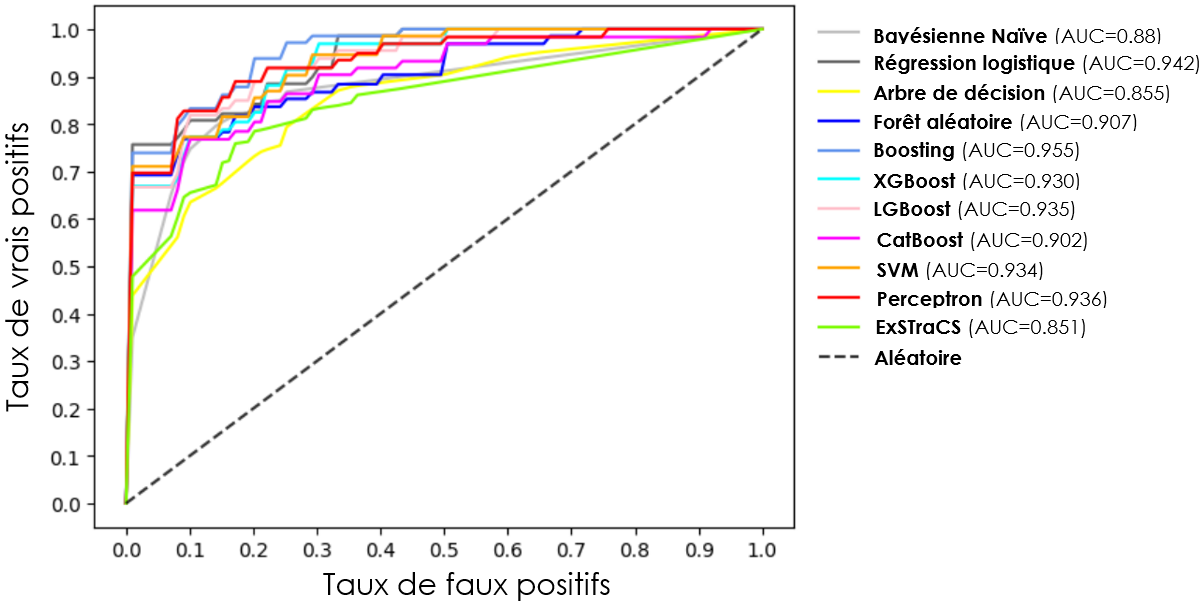 Taux de vrais positifs
1.0
0.9
0.8
0.7
0.6
0.5
0.4
0.3
0.2
0.1
0.0
0.0 0.1 0.2 0.3 0.4 0.5 0.6 0.7 0.8 0.9 1.0
Taux de faux positifs
Bayésienne Naïve (AUC=0.88)
Régression logistique (AUC=0.942)
Arbre de décision (AUC=0.855)
Forêt aléatoire (AUC=0.907)
Boosting (AUC=0.955)
XGBoost (AUC=0.930)
LGBoost (AUC=0.935)
CatBoost (AUC=0.902)
SVM (AUC=0.934)
Perceptron (AUC=0.936)
ExSTraCS (AUC=0.851)
Aléatoire